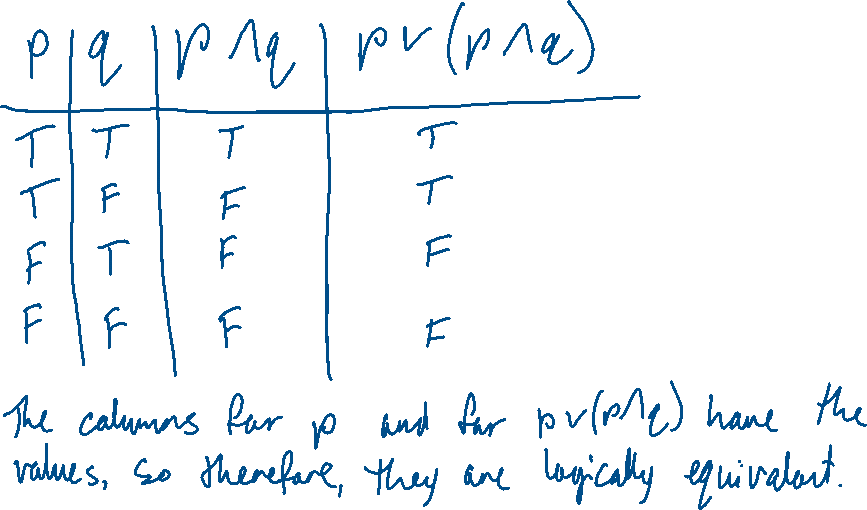 p q p ∧ q p ∨ (p ∧ q)
T T T T
T F F T
F T F F
F F F F
The columns for p and for p ∨ (p ∧ q) have the
values, so therefore, they are logically equivalent.